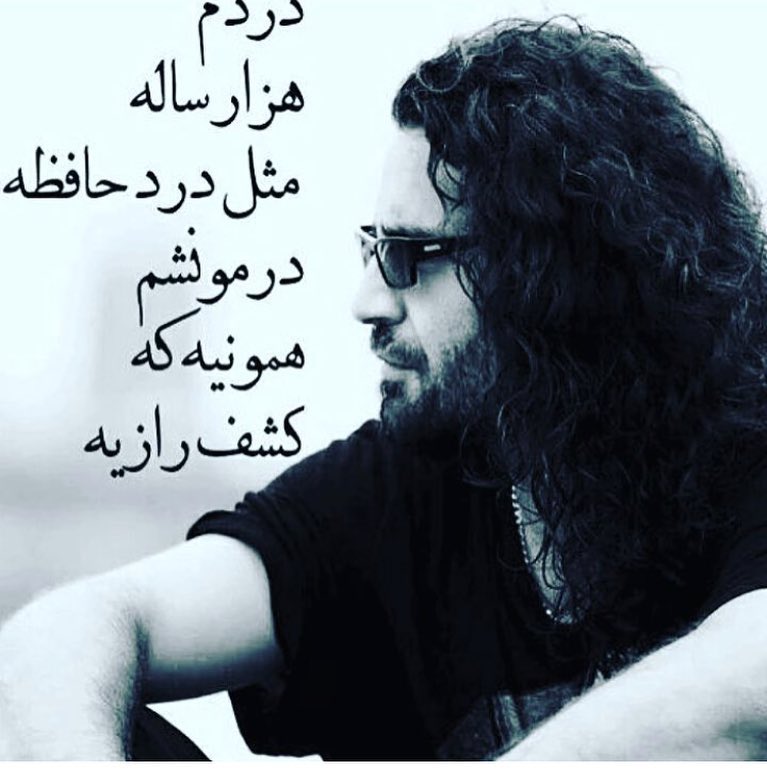 دردم
هزار ساله
مثل درد حافظه
درمونشم
همونیه که
کشف رازیه